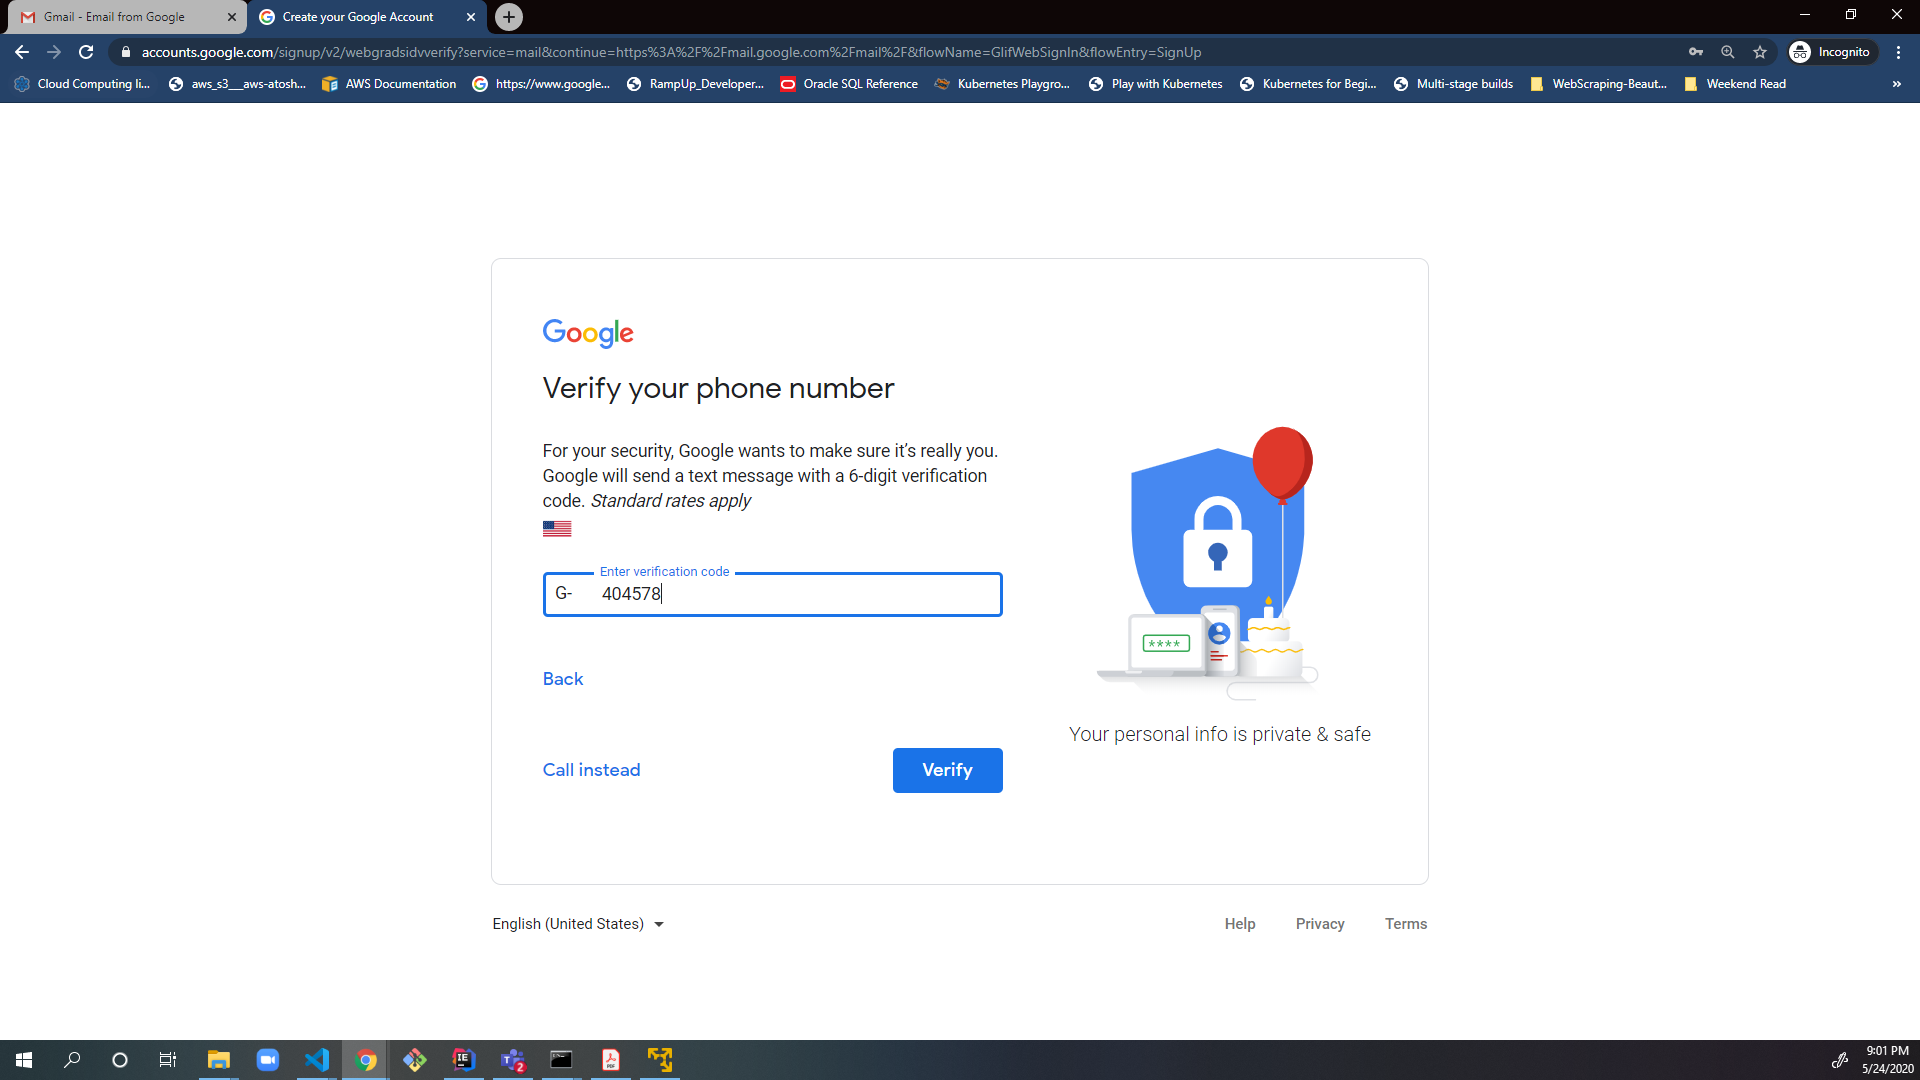 Gmail - Email from Google
Create your Google Account
accounts.google.com/signup/v2/webgradsidvverify?service=mail&continue=https%3A%2F%2Fmail.google.com%2Fmail%2F&flowName=GlifWebSignIn&flowEntry=SignUp
Incognito
Cloud Computing li...
aws_s3__aws-atosh...
AWS Documentation
https://www.google...
RampUp_Developer...
Oracle SQL Reference
Kubernetes Playgro...
Play with Kubernetes
Kubernetes for Begi...
Multi-stage builds
WebScraping-Beaut...
Weekend Read
»
Google
Verify your phone number
For your security, Google wants to make sure it’s really you.
Google will send a text message with a 6-digit verification
code. Standard rates apply
Enter verification code
G- 404578
Back
Call instead
Verify
****
Your personal info is private & safe
English (United States)
Help
Privacy
Terms
IE
T
2
PDF
9:01 PM
5/24/2020